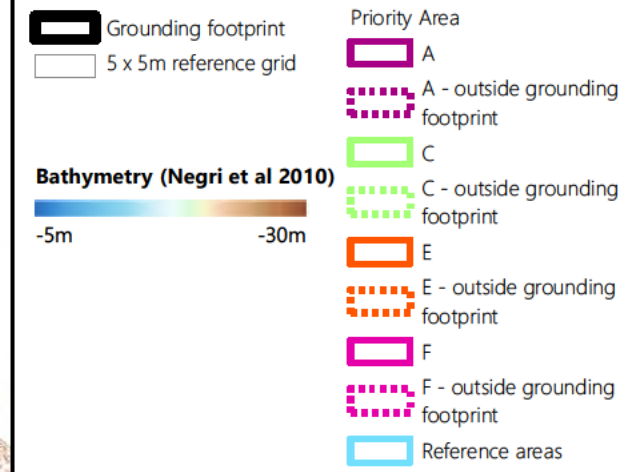 Grounding footprint
5 x 5m reference grid
Bathymetry (Negri et al 2010)
-5m
-30m
Priority Area
A
A - outside grounding
footprint
C
C - outside grounding
footprint
E
E - outside grounding
footprint
F
F - outside grounding
footprint
Reference areas